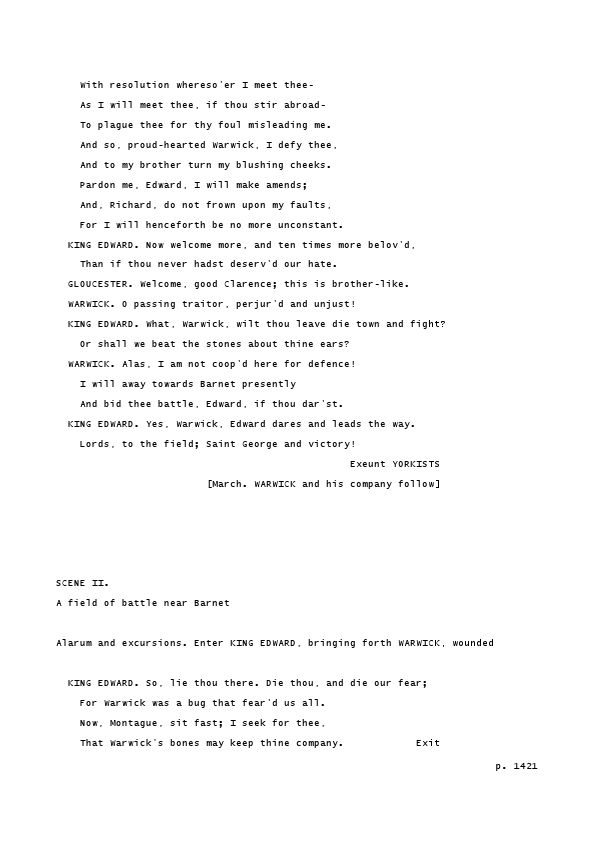 With resolution whereso'er I meet thee-
As I will meet thee, if thou stir abroad-
To plague thee for thy foul misleading me.
And so, proud-hearted Warwick, I defy thee,
And to my brother turn my blushing cheeks.
Pardon me, Edward, I will make amends;
And, Richard, do not frown upon my faults,
For I will henceforth be no more unconstant.
KING EDWARD. Now welcome more, and ten times more belov'd,
Than if thou never hadst deserv'd our hate.
GLOUCESTER. Welcome, good Clarence; this is brother-like.
WARWICK. O passing traitor, perjur'd and unjust!
KING EDWARD. What, Warwick, wilt thou leave die town and fight?
Or shall we beat the stones about thine ears?
WARWICK. Alas, I am not coop'd here for defence!
I will away towards Barnet presently
And bid thee battle, Edward, if thou dar'st.
KING EDWARD. Yes, Warwick, Edward dares and leads the way.
Lords, to the field; Saint George and victory!
Exeunt YORKISTS
[March. WARWICK and his company follow]
SCENE II.
A field of battle near Barnet
Alarum and excursions. Enter KING EDWARD, bringing forth WARWICK, wounded
KING EDWARD. So, lie thou there. Die thou, and die our fear;
For Warwick was a bug that fear'd us all.
Now, Montague, sit fast; I seek for thee,
That Warwick's bones may keep thine company. Exit
p. 1421